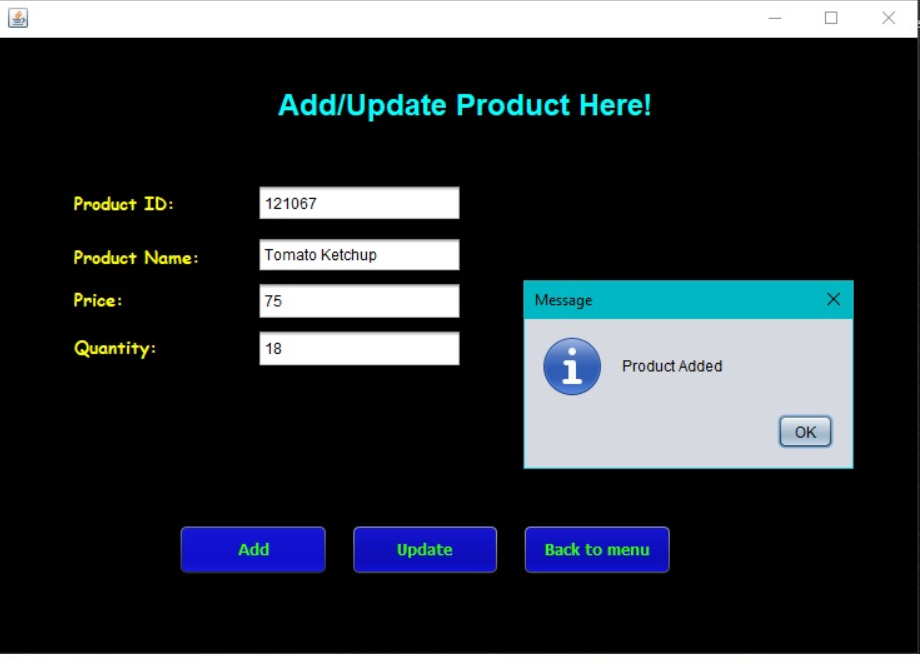 Add/Update Product Here!
Product ID: 121067
Product Name: Tomato Ketchup
Price: 75
Quantity: 18
Message
Product Added
OK
Add Update Back to menu